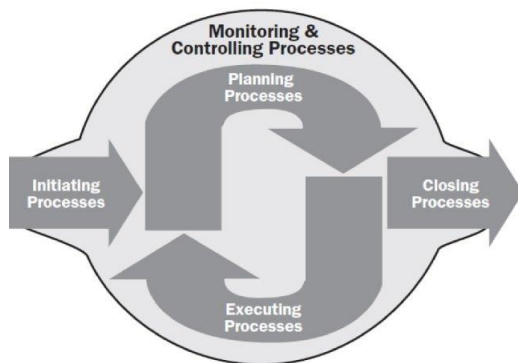 Monitoring &
Controlling Processes
Planning
Processes
Initiating
Processes
Closing
Processes
Executing
Processes